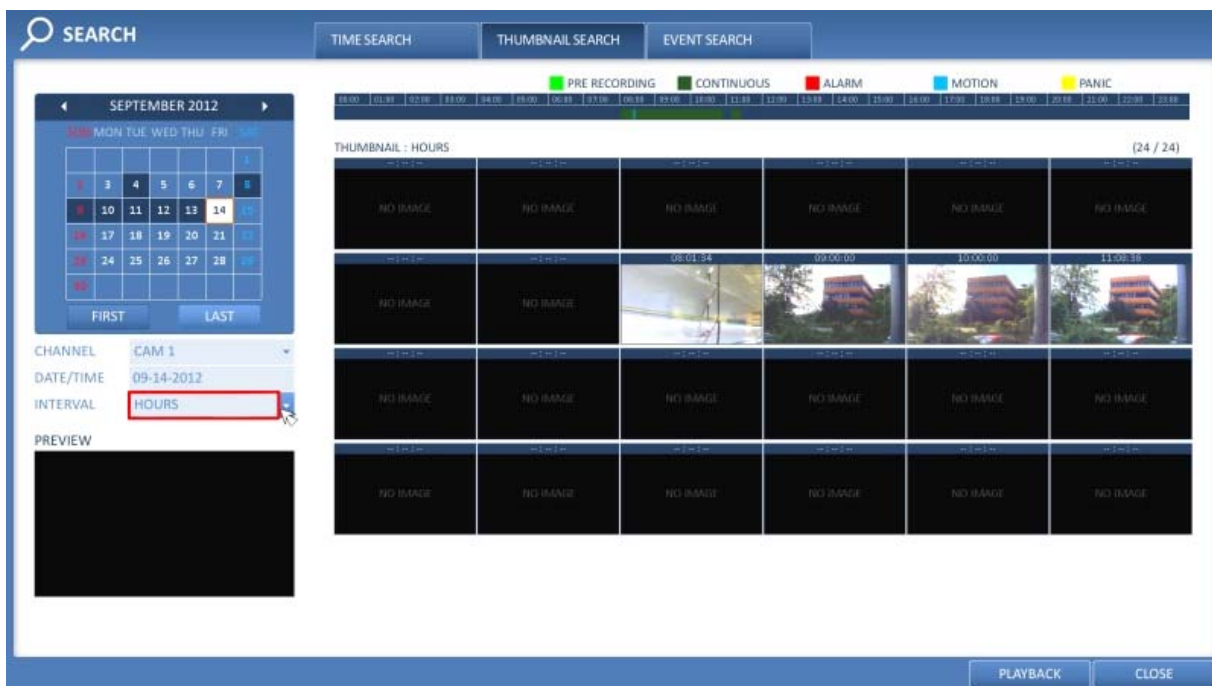 SEARCH
TIME SEARCH THUMBNAIL SEARCH EVENT SEARCH
PRE RECORDING CONTINUOUS ALARM MOTION PANIC
SEPTEMBER 2012
SUN MON TUE WED THU FRI SAT
1
2 3 4 5 6 7 8
9 10 11 12 13 14 15
16 17 18 19 20 21 22
23 24 25 26 27 28 29
30
FIRST LAST
CHANNEL CAM 1
DATE/TIME 09-14-2012
INTERVAL HOURS
PREVIEW
THUMBNAIL : HOURS (24 / 24)
--:--:-- --:--:-- --:--:-- --:--:-- --:--:-- --:--:--
NO IMAGE NO IMAGE NO IMAGE NO IMAGE NO IMAGE NO IMAGE
--:--:-- --:--:-- 08:01:34 09:00:00 10:00:00 11:08:38
NO IMAGE NO IMAGE
--:--:-- --:--:-- --:--:-- --:--:-- --:--:-- --:--:--
NO IMAGE NO IMAGE NO IMAGE NO IMAGE NO IMAGE NO IMAGE
--:--:-- --:--:-- --:--:-- --:--:-- --:--:-- --:--:--
NO IMAGE NO IMAGE NO IMAGE NO IMAGE NO IMAGE NO IMAGE
PLAYBACK CLOSE